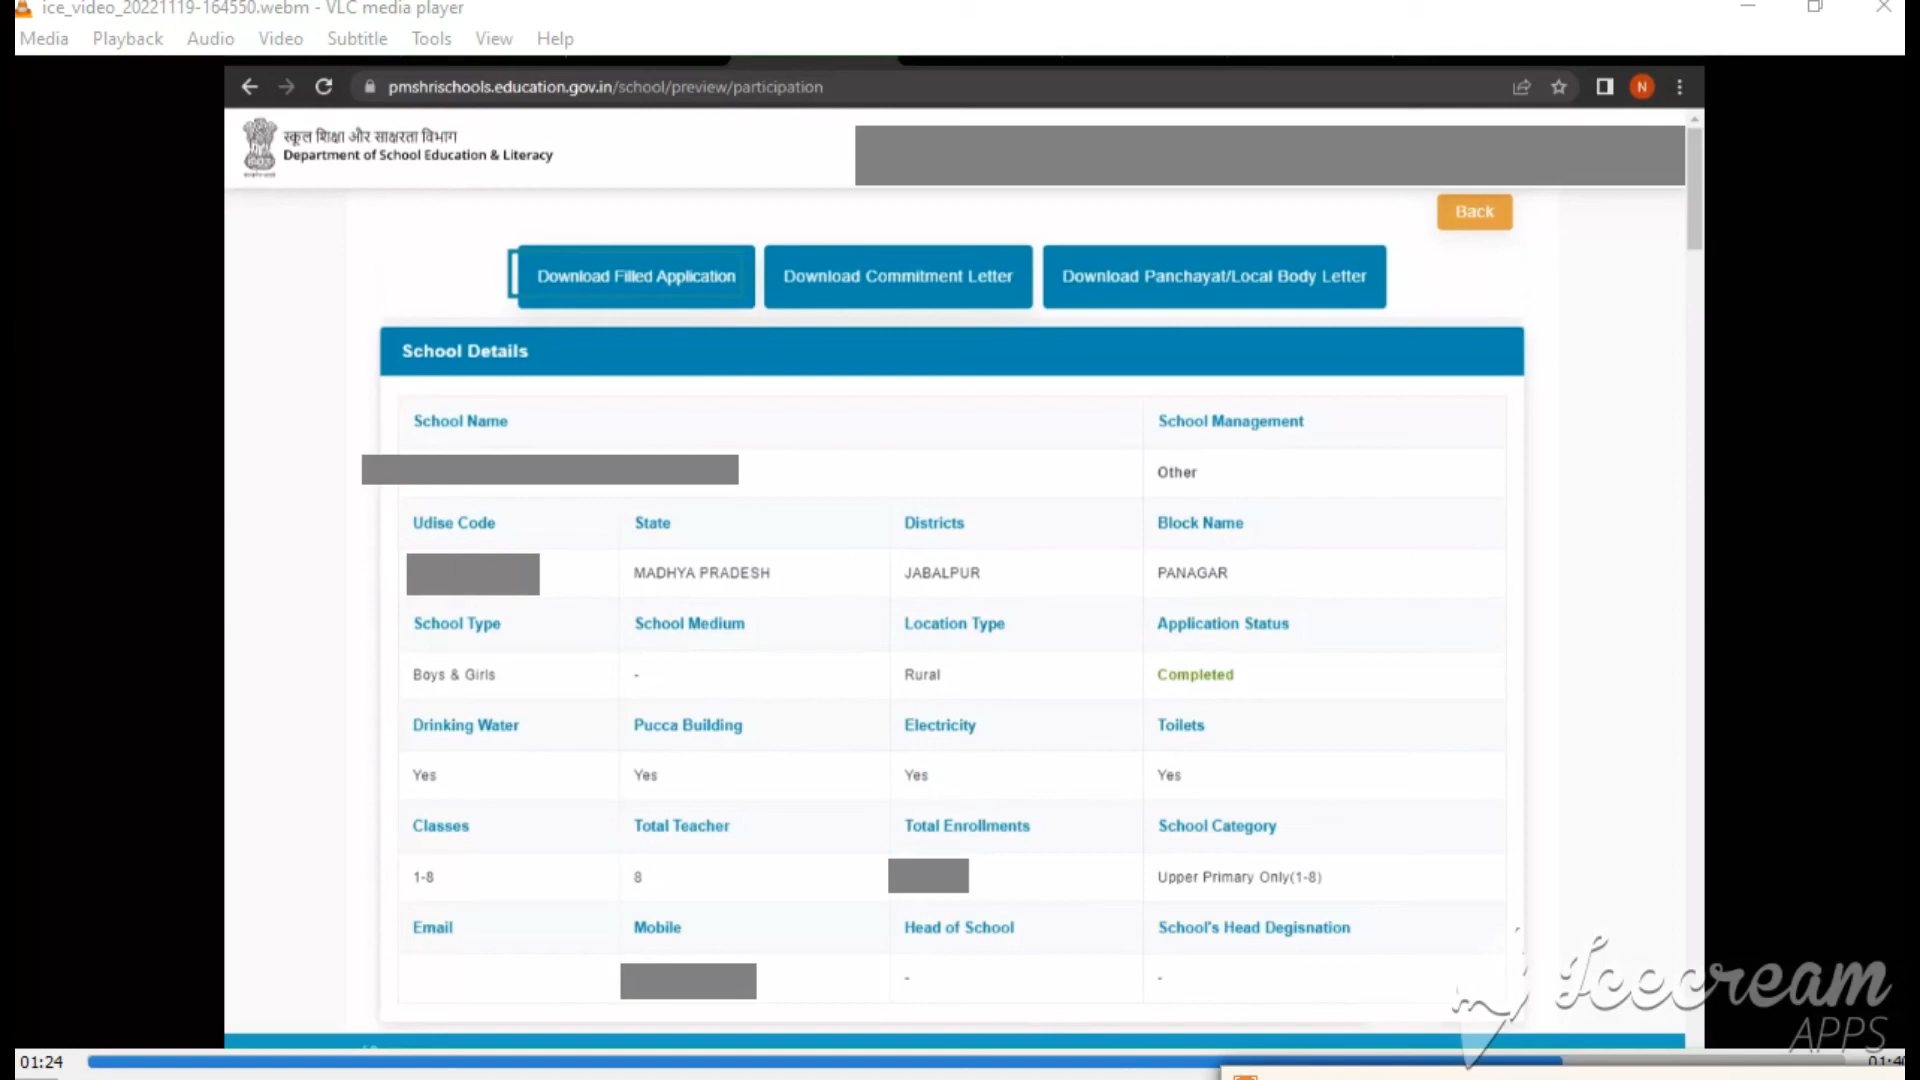 ice_video_20221119-164550.webm - VLC media player
Media Playback Audio Video Subtitle Tools View Help
pmshrischools.education.gov.in/school/preview/participation
N
स्कूल शिक्षा और साक्षरता विभाग
Department of School Education & Literacy
Back
Download Filled Application Download Commitment Letter Download Panchayat/Local Body Letter
School Details
School Name School Management
Other
Udise Code State Districts Block Name
MADHYA PRADESH JABALPUR PANAGAR
School Type School Medium Location Type Application Status
Boys & Girls - Rural Completed
Drinking Water Pucca Building Electricity Toilets
Yes Yes Yes Yes
Classes Total Teacher Total Enrollments School Category
1-8 8 Upper Primary Only(1-8)
Email Mobile Head of School School's Head Degisnation
- -
Icecream
APPS
01:24